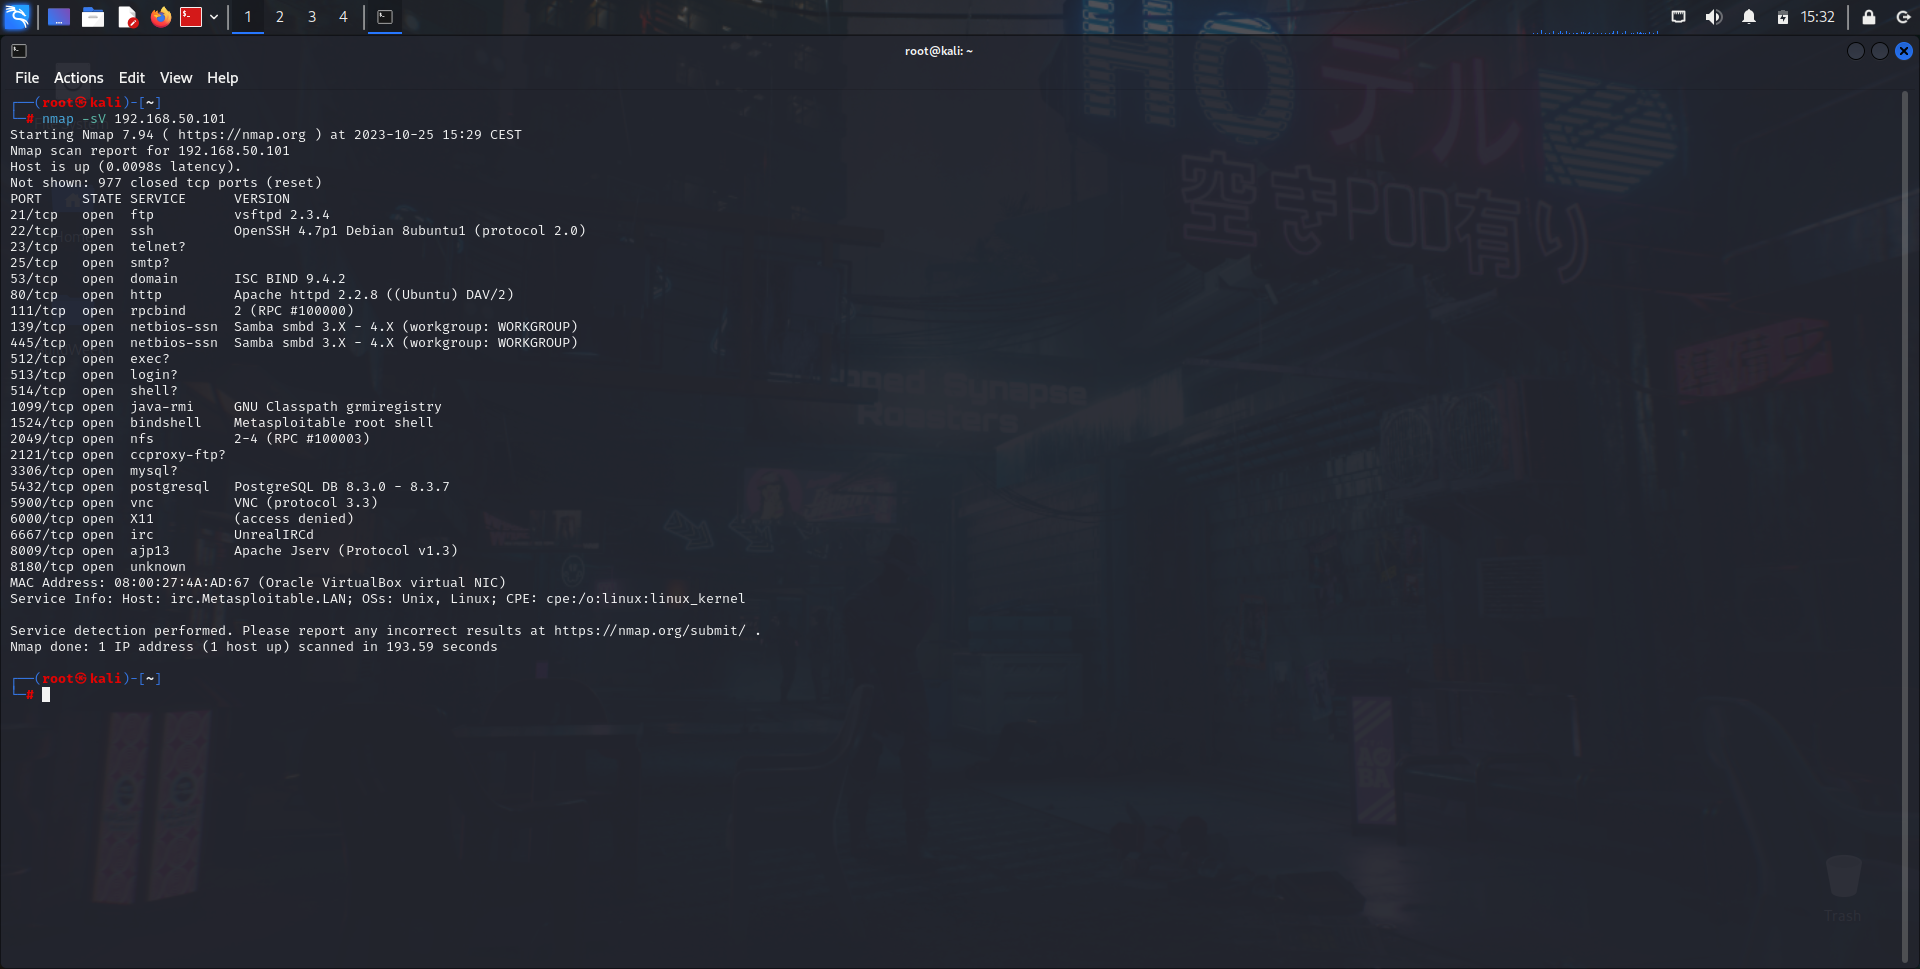 1 2 3 4
15:32
root@kali: ~
File Actions Edit View Help
┌──(root㉿kali)-[~]
└─# nmap -sV 192.168.50.101
Starting Nmap 7.94 ( https://nmap.org ) at 2023-10-25 15:29 CEST
Nmap scan report for 192.168.50.101
Host is up (0.0098s latency).
Not shown: 977 closed tcp ports (reset)
PORT     STATE SERVICE      VERSION
21/tcp   open  ftp          vsftpd 2.3.4
22/tcp   open  ssh          OpenSSH 4.7p1 Debian 8ubuntu1 (protocol 2.0)
23/tcp   open  telnet?
25/tcp   open  smtp?
53/tcp   open  domain       ISC BIND 9.4.2
80/tcp   open  http         Apache httpd 2.2.8 ((Ubuntu) DAV/2)
111/tcp  open  rpcbind      2 (RPC #100000)
139/tcp  open  netbios-ssn  Samba smbd 3.X - 4.X (workgroup: WORKGROUP)
445/tcp  open  netbios-ssn  Samba smbd 3.X - 4.X (workgroup: WORKGROUP)
512/tcp  open  exec?
513/tcp  open  login?
514/tcp  open  shell?
1099/tcp open  java-rmi     GNU Classpath grmiregistry
1524/tcp open  bindshell    Metasploitable root shell
2049/tcp open  nfs          2-4 (RPC #100003)
2121/tcp open  ccproxy-ftp?
3306/tcp open  mysql?
5432/tcp open  postgresql   PostgreSQL DB 8.3.0 - 8.3.7
5900/tcp open  vnc          VNC (protocol 3.3)
6000/tcp open  X11          (access denied)
6667/tcp open  irc          UnrealIRCd
8009/tcp open  ajp13        Apache Jserv (Protocol v1.3)
8180/tcp open  unknown
MAC Address: 08:00:27:4A:AD:67 (Oracle VirtualBox virtual NIC)
Service Info: Host: irc.Metasploitable.LAN; OSs: Unix, Linux; CPE: cpe:/o:linux:linux_kernel
Service detection performed. Please report any incorrect results at https://nmap.org/submit/ .
Nmap done: 1 IP address (1 host up) scanned in 193.59 seconds
┌──(root㉿kali)-[~]
└─#
Ho
テル
空きPOD有り
Trash